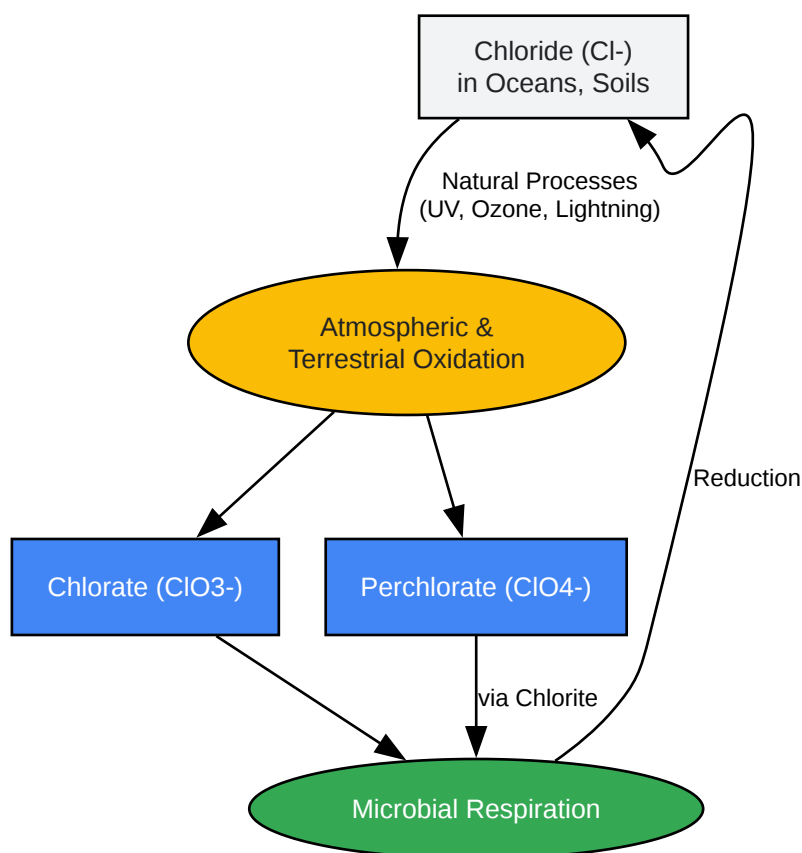 Chloride (Cl-)
in Oceans, Soils
Natural Processes
(UV, Ozone, Lightning)
Atmospheric &
Terrestrial Oxidation
Reduction
Chlorate (ClO3-)
Perchlorate (ClO4-)
via Chlorite
Microbial Respiration